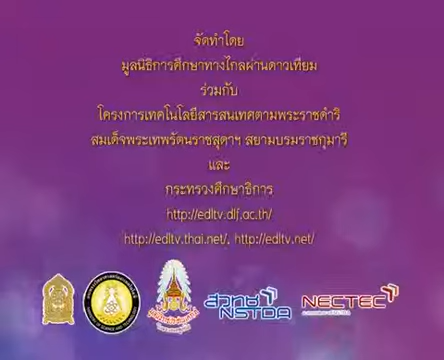 จัดทำโดย
มูลนิธิการศึกษาทางไกลผ่านดาวเทียม
ร่วมกับ
โครงการเทคโนโลยีสารสนเทศตามพระราชดำริ
สมเด็จพระเทพรัตนราชสุดาฯ สยามบรมราชกุมารี
และ
กระทรวงศึกษาธิการ
http://edltv.dlf.ac.th/
http://edltv.thai.net/, http://edltv.net/
สวทช NSTDA
NECTEC